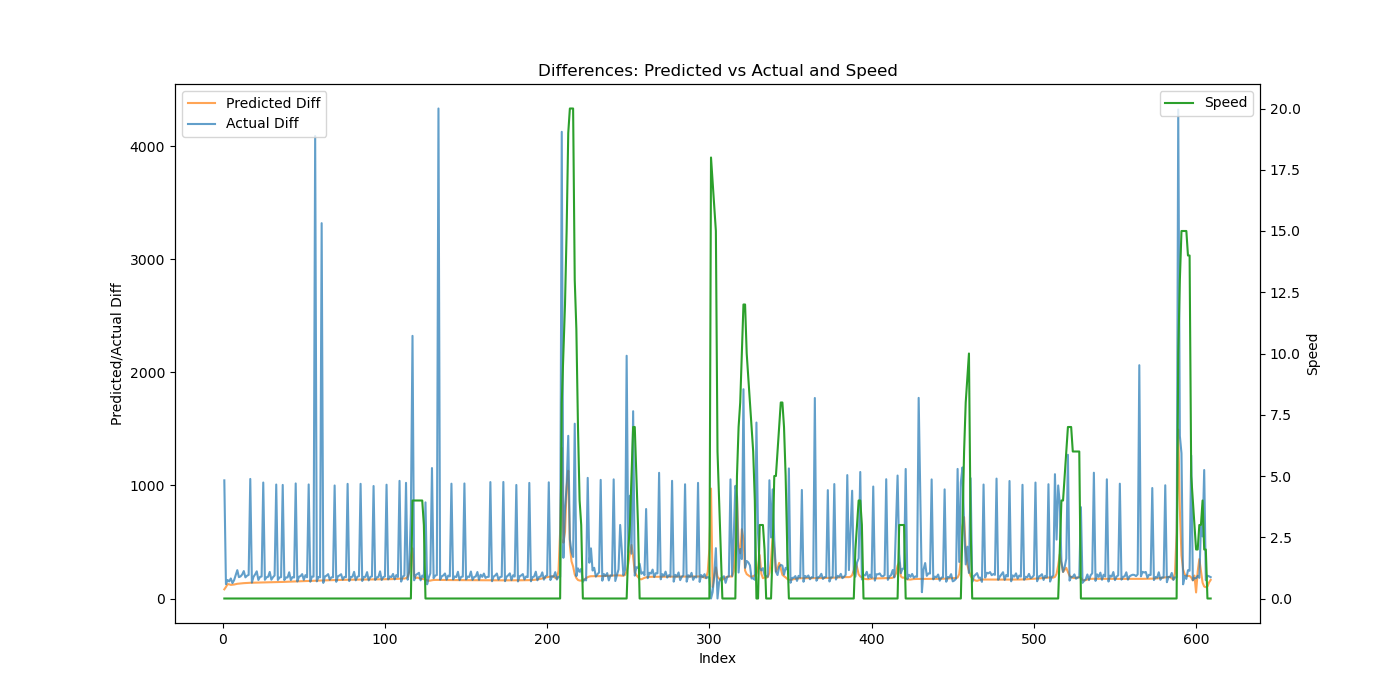 Differences: Predicted vs Actual and Speed
Predicted Diff
Actual Diff
Speed
4000
3000
2000
1000
0
Predicted/Actual Diff
20.0
17.5
15.0
12.5
10.0
7.5
5.0
2.5
0.0
Speed
0 100 200 300 400 500 600
Index